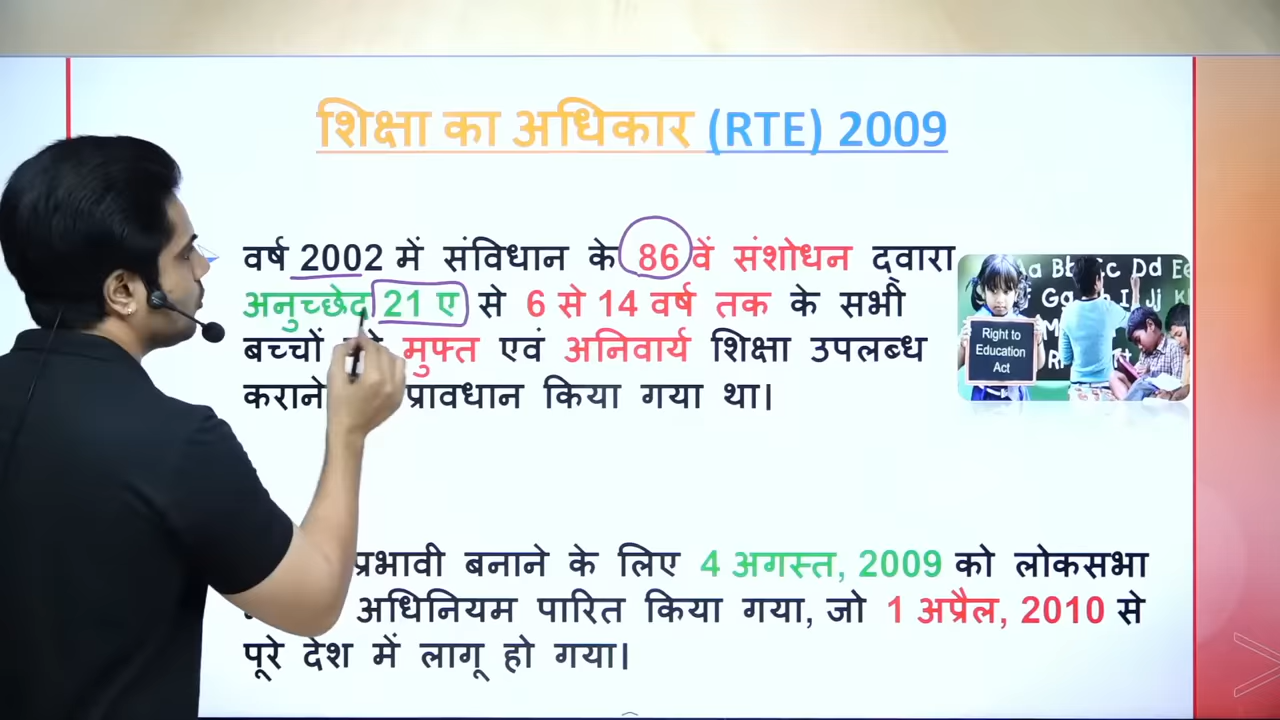 शिक्षा का अधिकार (RTE) 2009
वर्ष 2002 में संविधान के 86 वें संशोधन द्वारा
अनुच्छेद 21 ए से 6 से 14 वर्ष तक के सभी
बच्चों को मुफ्त एवं अनिवार्य शिक्षा उपलब्ध
कराने प्रावधान किया गया था।
Aa Bb Cc Dd Ee
Right to
Education
Act
प्रभावी बनाने के लिए 4 अगस्त, 2009 को लोकसभा
अधिनियम पारित किया गया, जो 1 अप्रैल, 2010 से
पूरे देश में लागू हो गया।